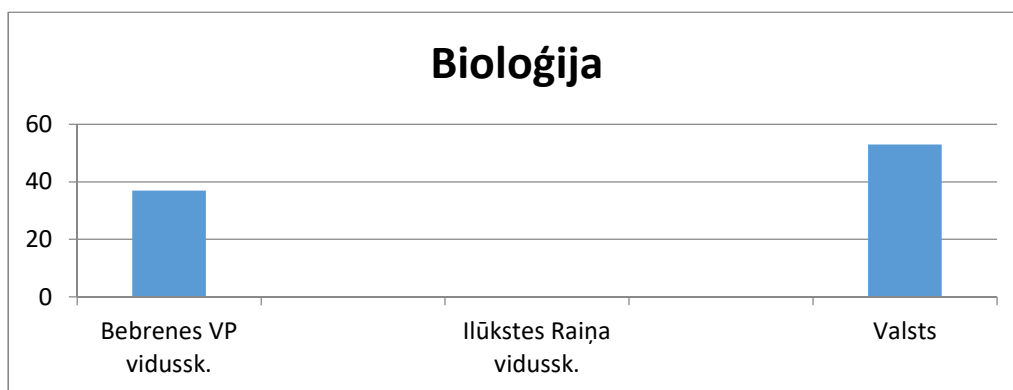 Bioloģija
60
40
20
0
Bebrenes VP
vidussk.
Ilūkstes Raiņa
vidussk.
Valsts